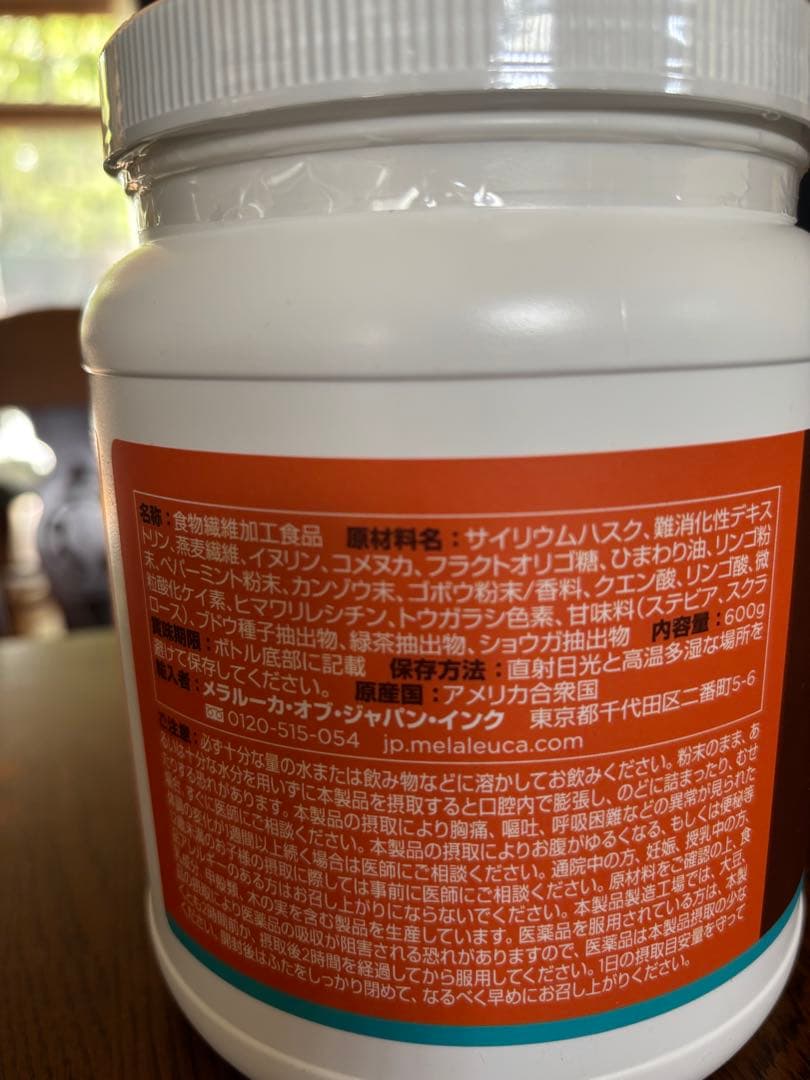 名称：食物繊維加工食品 原材料名：サイリウムハスク、難消化性デキス
トリン、燕麦繊維、イヌリン、コメヌカ、フラクトオリゴ糖、ひまわり油、リンゴ粉
末、ペパーミント粉末、カンゾウ末、ゴボウ粉末/香料、クエン酸、リンゴ酸、微
粒酸化ケイ素、ヒマワリレシチン、トウガラシ色素、甘味料（ステビア、スクラ
ロース）、ブドウ種子抽出物、緑茶抽出物、ショウガ抽出物 内容量：600g
賞味期限：ボトル底部に記載 保存方法：直射日光と高温多湿な場所を
避けて保存してください。 原産国：アメリカ合衆国
輸入者：メラルーカ・オブ・ジャパン・インク 東京都千代田区二番町5-6
0120-515-054 jp.melaleuca.com
ご注意：必ず十分な量の水または飲み物などに溶かしてお飲みください。粉末のまま、あ
るいは十分な水分を用いずに本製品を摂取すると口腔内で膨張し、のどに詰まったり、むせ
たりする恐れがあります。本製品の摂取により胸痛、嘔吐、呼吸困難などの異常が見られた
場合、すぐに医師にご相談ください。本製品の摂取によりお腹がゆるくなる、もしくは便秘等
の変化が1週間以上続く場合は医師にご相談ください。通院中の方、妊娠、授乳中の方、
未満のお子様の摂取に際しては事前に医師にご相談ください。原材料をご確認の上、食
アレルギーのある方はお召し上がりにならないでください。本製品製造工場では、大豆、
甲殻類、木の実を含む製品を生産しています。医薬品を服用されている方は、本製
の摂取により医薬品の吸収が阻害される恐れがありますので、医薬品は本製品摂取の少な
くとも2時間前か、摂取後2時間を経過してから服用してください。1日の摂取目安量を守って
ください。開封後はふたをしっかり閉めて、なるべく早めにお召し上がりください。